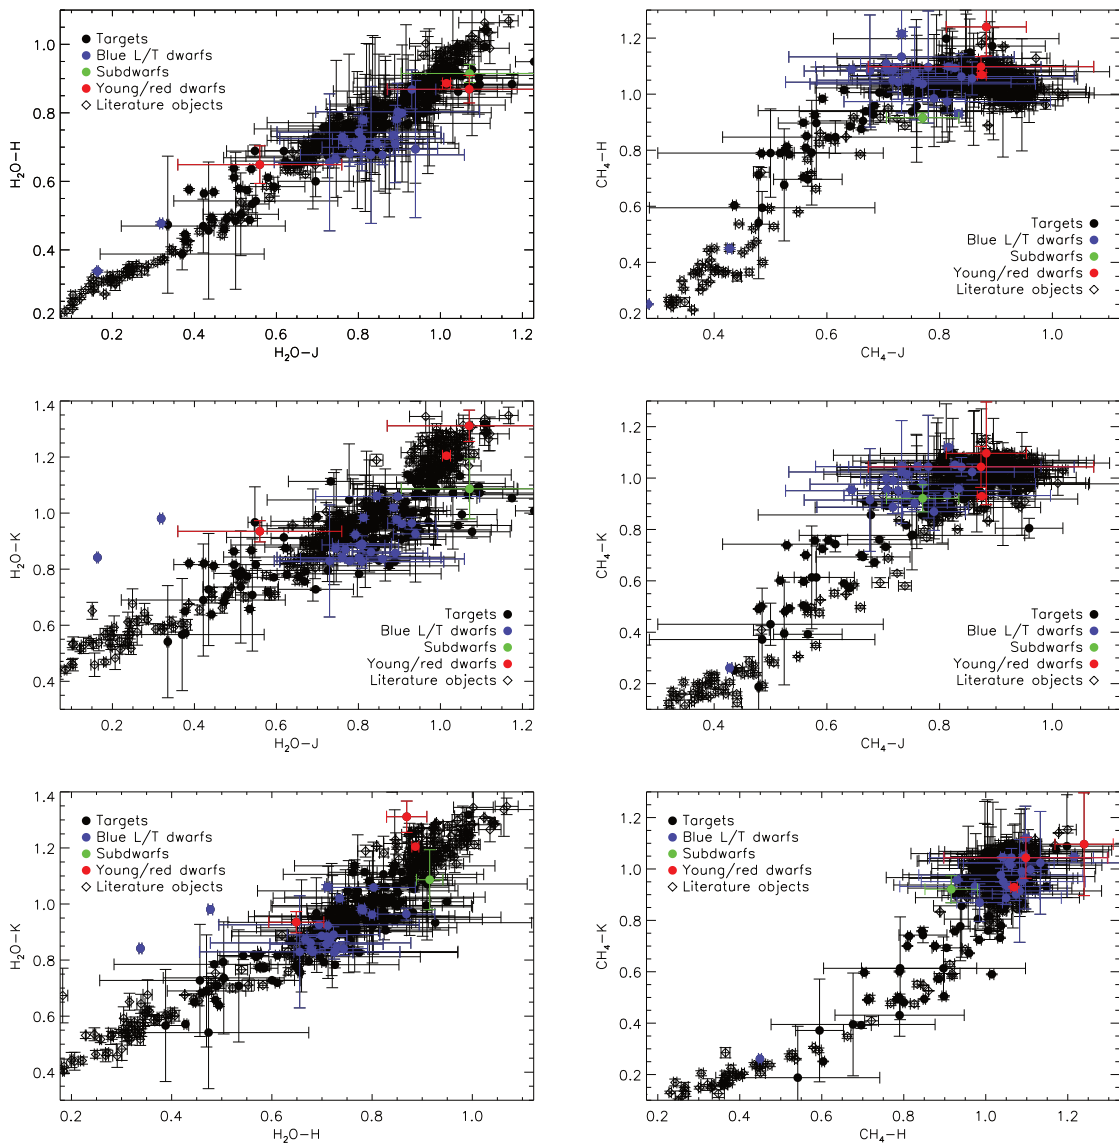 1.0
0.8
0.6
0.4
0.2
H₂O−H
Targets
Blue L/T dwarfs
Subdwarfs
Young/red dwarfs
Literature objects
0.2 0.4 0.6 0.8 1.0 1.2
H₂O−J
1.2
1.0
0.8
0.6
0.4
0.2
CH₄−H
Targets
Blue L/T dwarfs
Subdwarfs
Young/red dwarfs
Literature objects
0.4 0.6 0.8 1.0
CH₄−J
1.4
1.2
1.0
0.8
0.6
0.4
H₂O−K
Targets
Blue L/T dwarfs
Subdwarfs
Young/red dwarfs
Literature objects
0.2 0.4 0.6 0.8 1.0 1.2
H₂O−J
1.2
1.0
0.8
0.6
0.4
0.2
CH₄−K
Targets
Blue L/T dwarfs
Subdwarfs
Young/red dwarfs
Literature objects
0.4 0.6 0.8 1.0
CH₄−J
1.4
1.2
1.0
0.8
0.6
0.4
H₂O−K
Targets
Blue L/T dwarfs
Subdwarfs
Young/red dwarfs
Literature objects
0.2 0.4 0.6 0.8 1.0
H₂O−H
1.2
1.0
0.8
0.6
0.4
0.2
CH₄−K
Targets
Blue L/T dwarfs
Subdwarfs
Young/red dwarfs
Literature objects
0.2 0.4 0.6 0.8 1.0 1.2
CH₄−H